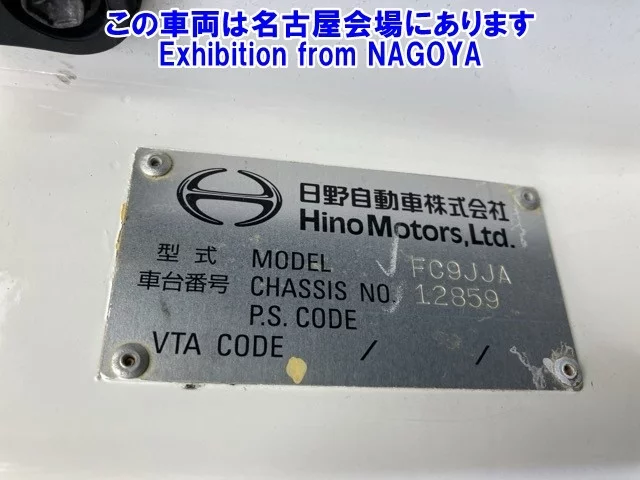 この車両は名古屋会場にあります
Exhibition from NAGOYA
日野自動車株式会社
Hino Motors, Ltd.
型式 MODEL FC9JJA
車台番号 CHASSIS NO. 12859
P.S. CODE
VTA CODE / /